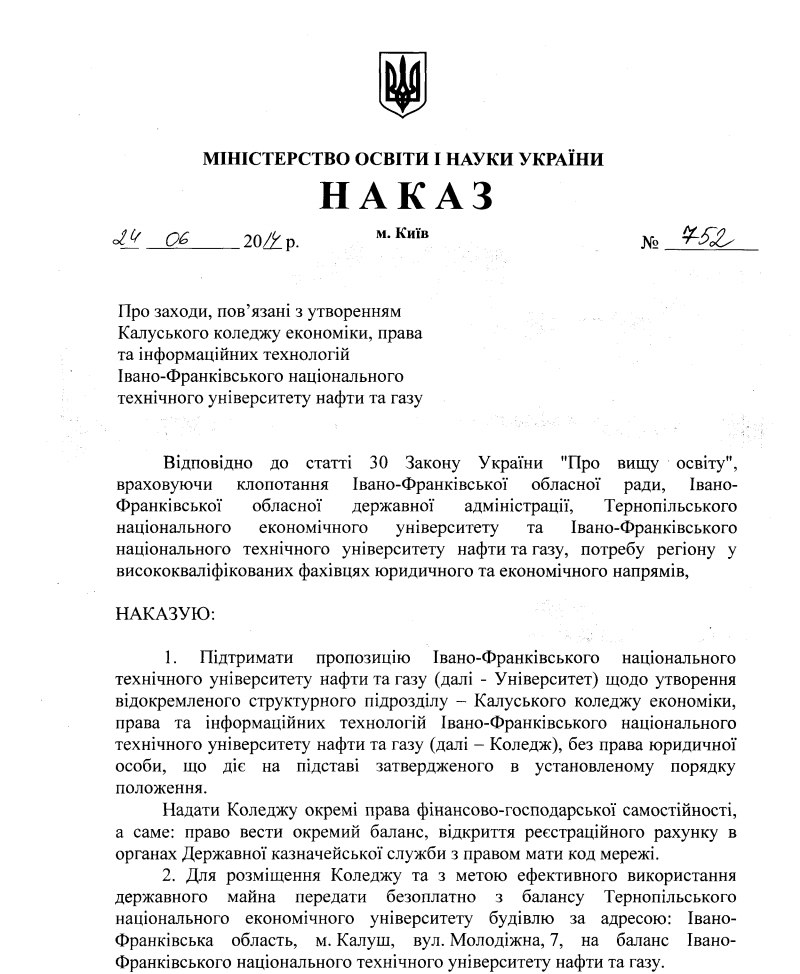 МІНІСТЕРСТВО ОСВІТИ І НАУКИ УКРАЇНИ
НАКАЗ
24 06 2014 р. м. Київ № 752
Про заходи, пов’язані з утворенням
Калуського коледжу економіки, права
та інформаційних технологій
Івано-Франківського національного
технічного університету нафти та газу
Відповідно до статті 30 Закону України "Про вищу освіту",
враховуючи клопотання Івано-Франківської обласної ради, Івано-
Франківської обласної державної адміністрації, Тернопільського
національного економічного університету та Івано-Франківського
національного технічного університету нафти та газу, потребу регіону у
висококваліфікованих фахівцях юридичного та економічного напрямів,
НАКАЗУЮ:
1. Підтримати пропозицію Івано-Франківського національного
технічного університету нафти та газу (далі - Університет) щодо утворення
відокремленого структурного підрозділу – Калуського коледжу економіки,
права та інформаційних технологій Івано-Франківського національного
технічного університету нафти та газу (далі – Коледж), без права юридичної
особи, що діє на підставі затвердженого в установленому порядку
положення.
Надати Коледжу окремі права фінансово-господарської самостійності,
а саме: право вести окремий баланс, відкриття реєстраційного рахунку в
органах Державної казначейської служби з правом мати код мережі.
2. Для розміщення Коледжу та з метою ефективного використання
державного майна передати безоплатно з балансу Тернопільського
національного економічного університету будівлю за адресою: Івано-
Франківська область, м. Калуш, вул. Молодіжна, 7, на баланс Івано-
Франківського національного технічного університету нафти та газу.